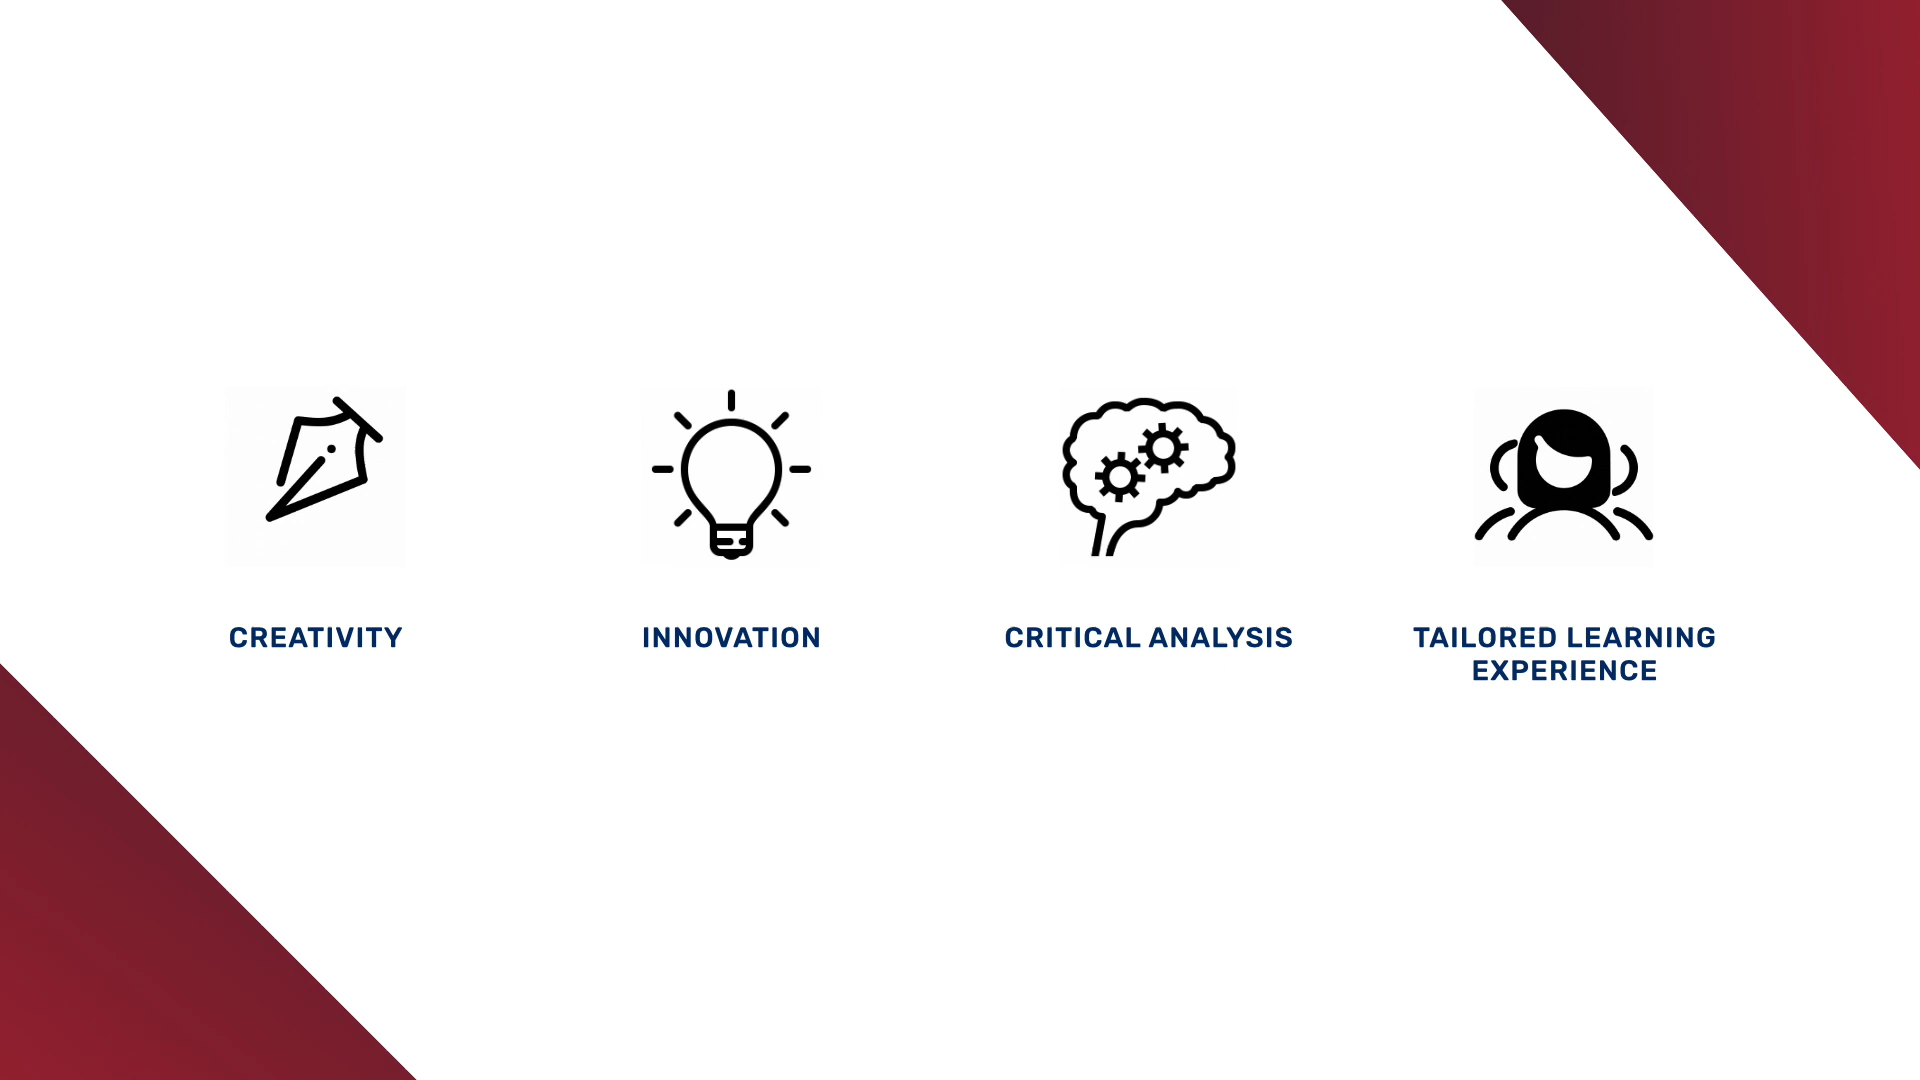 CREATIVITY
INNOVATION
CRITICAL ANALYSIS
TAILORED LEARNING
EXPERIENCE